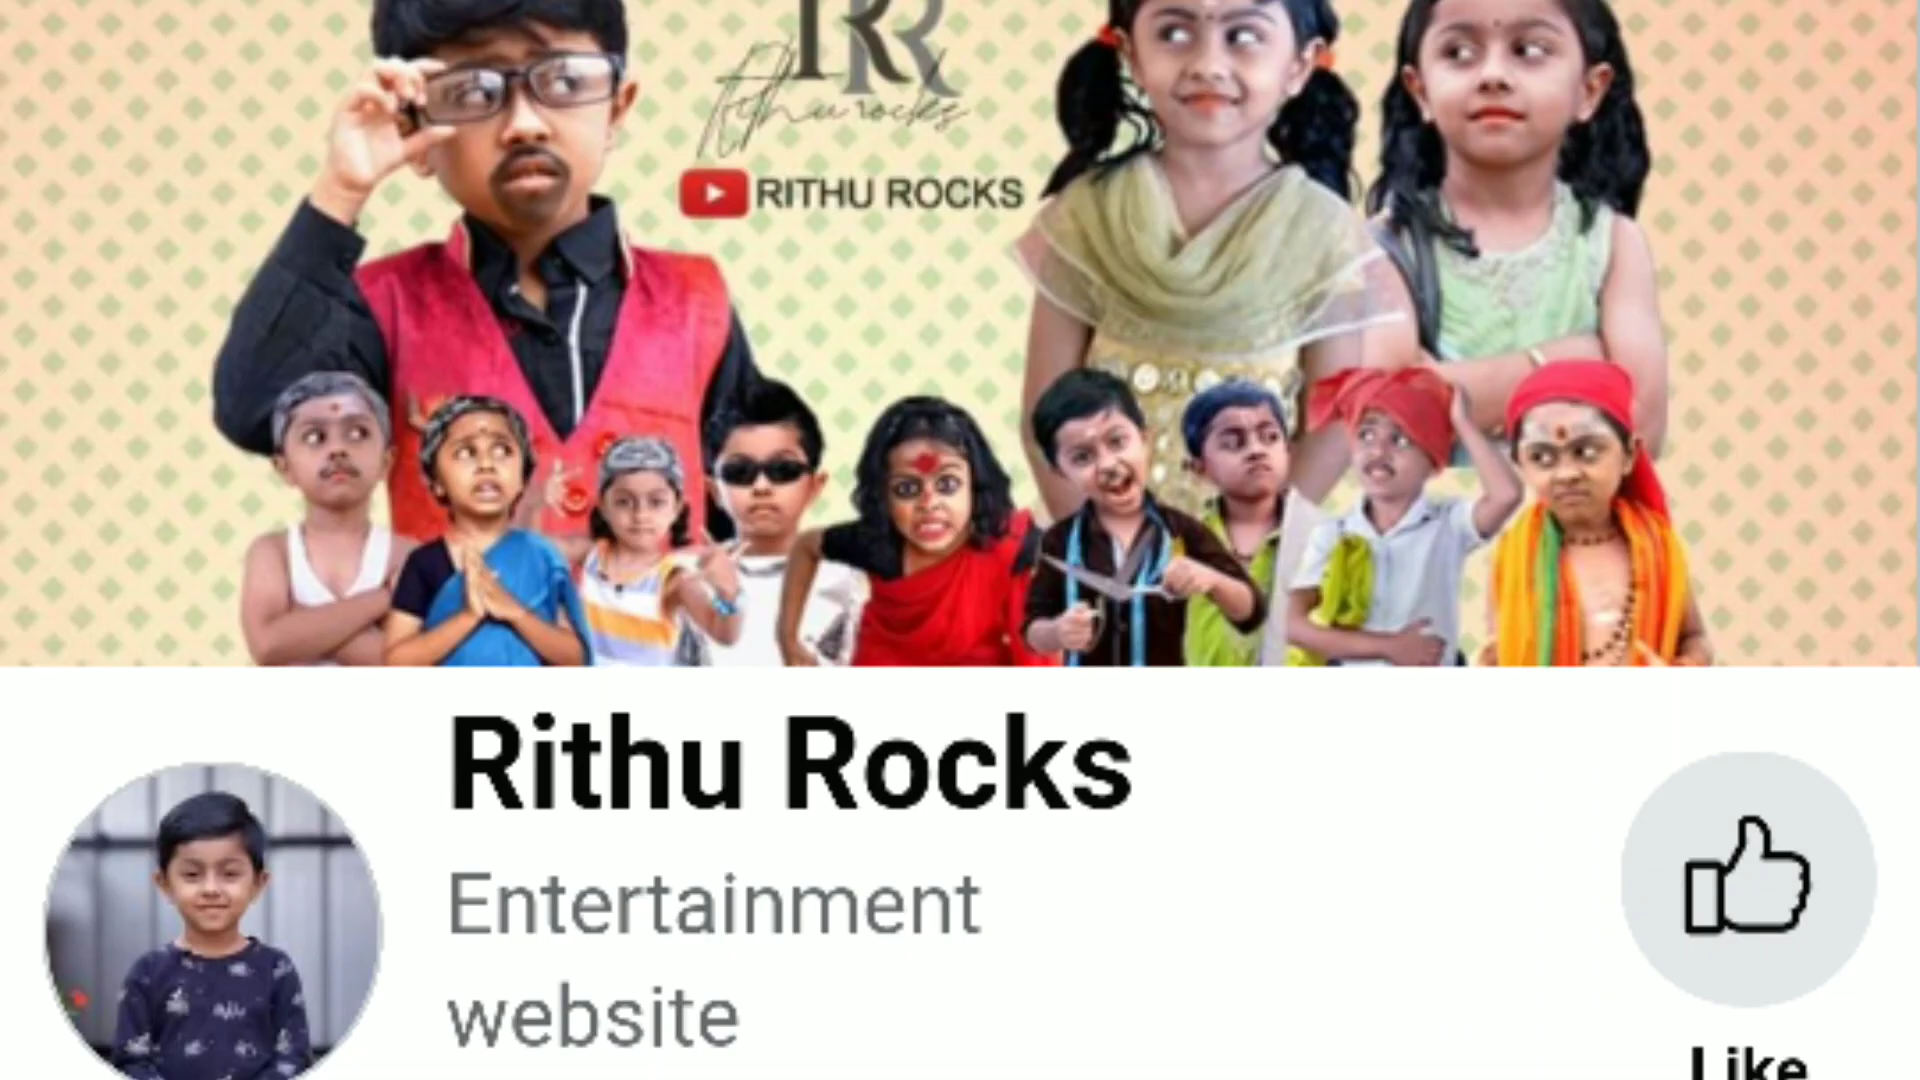 RR
Rithu rocks
RITHU ROCKS
Rithu Rocks
Entertainment
website
Like